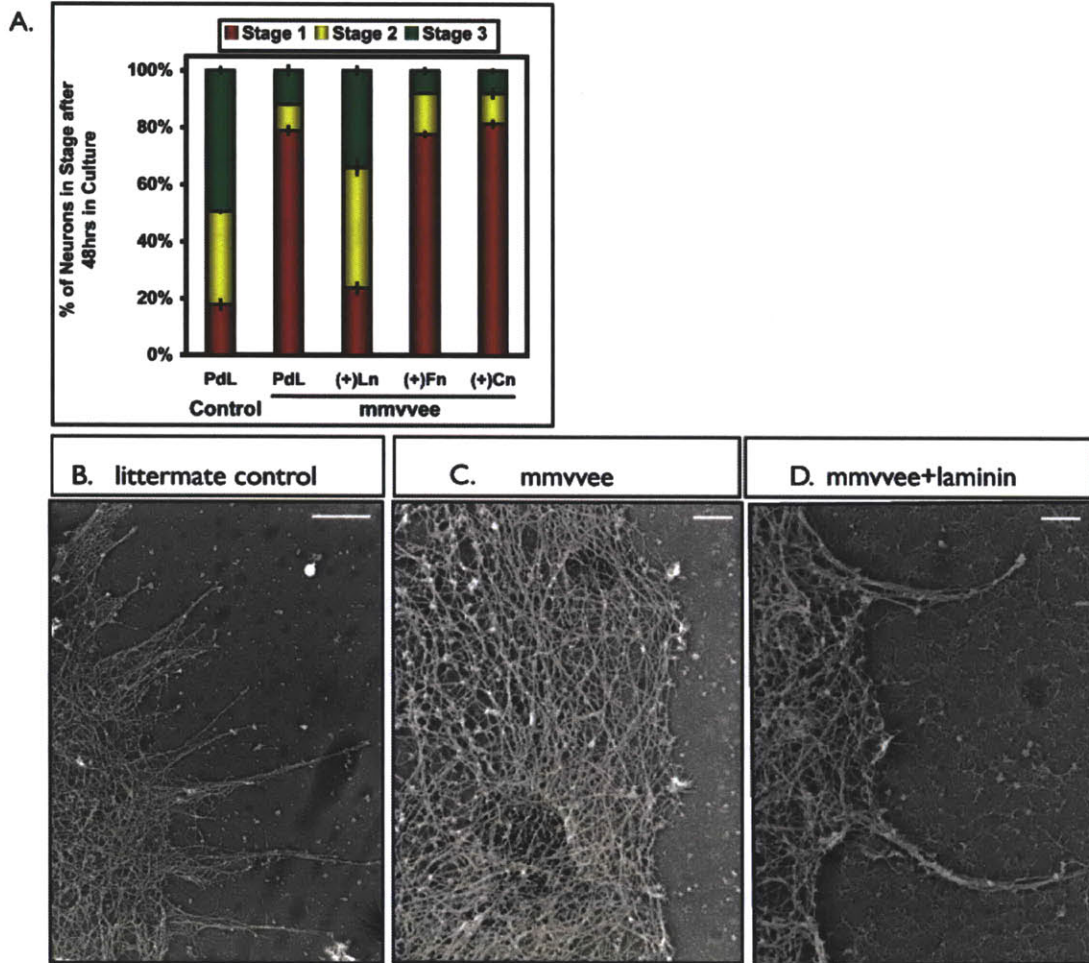 A.
Stage 1 Stage 2 Stage 3
% of Neurons in Stage after
48hrs in Culture
100%
80%
60%
40%
20%
0%
PdL PdL (+)Ln (+)Fn (+)Cn
Control mmvvee
B. littermate control
C. mmvvee
D. mmvvee+laminin